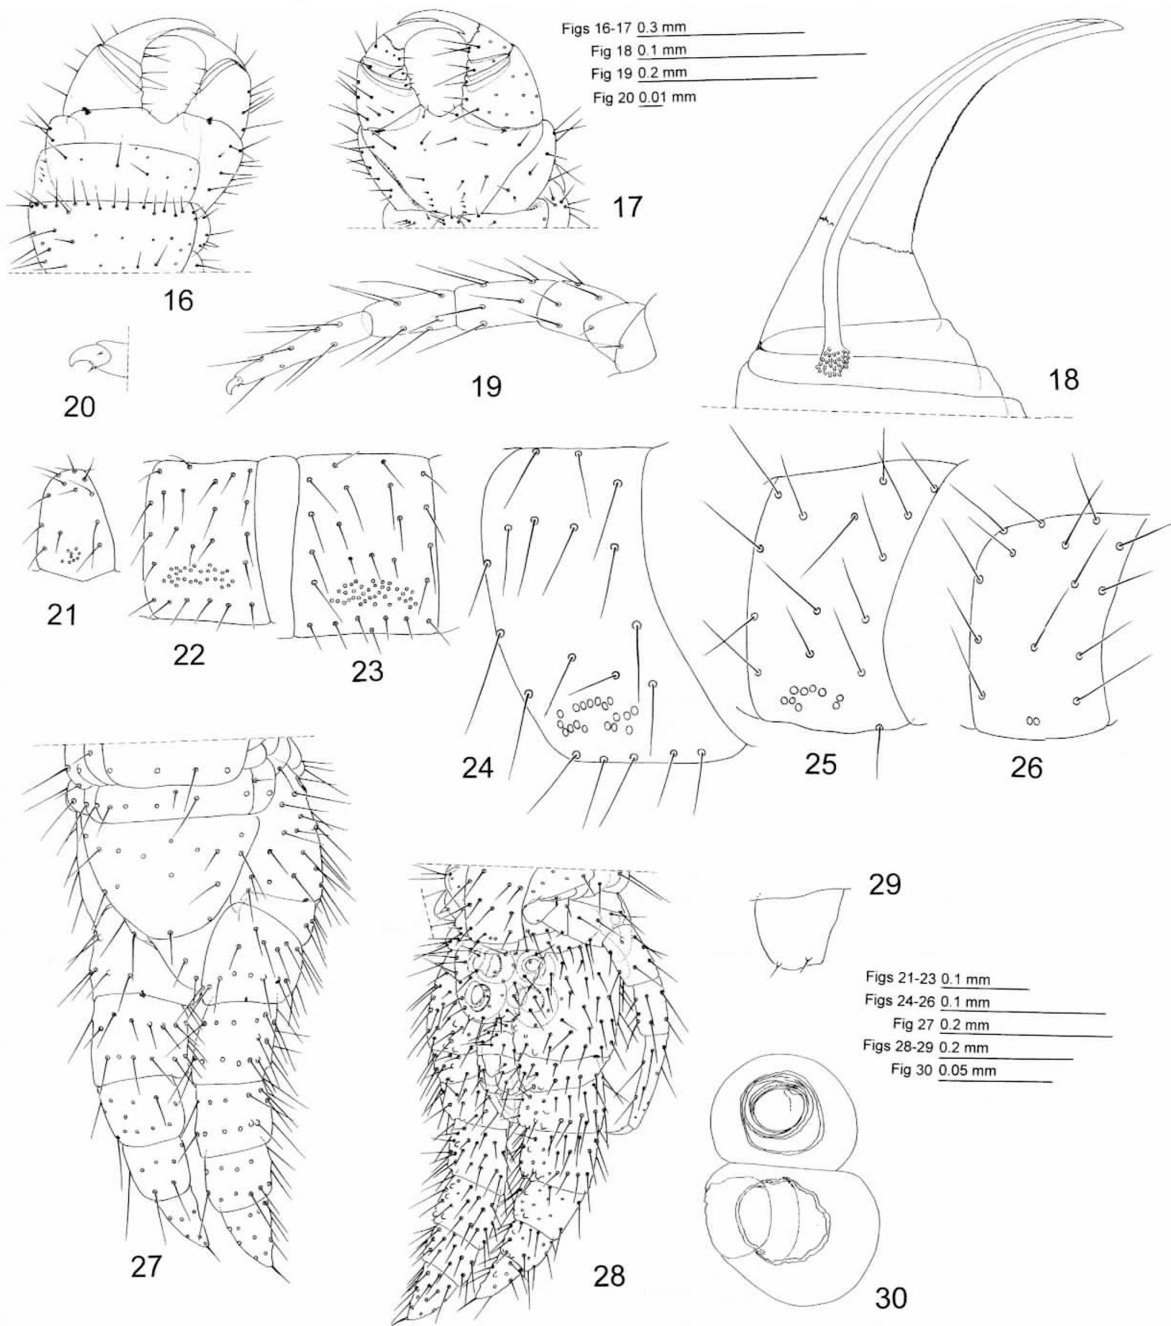 Figs 16-17 0.3 mm
Fig 18 0.1 mm
Fig 19 0.2 mm
Fig 20 0.01 mm
17
16
18
19
20
21
22
23
24
25
26
29
Figs 21-23 0.1 mm
Figs 24-26 0.1 mm
Fig 27 0.2 mm
Figs 28-29 0.2 mm
Fig 30 0.05 mm
27
28
30